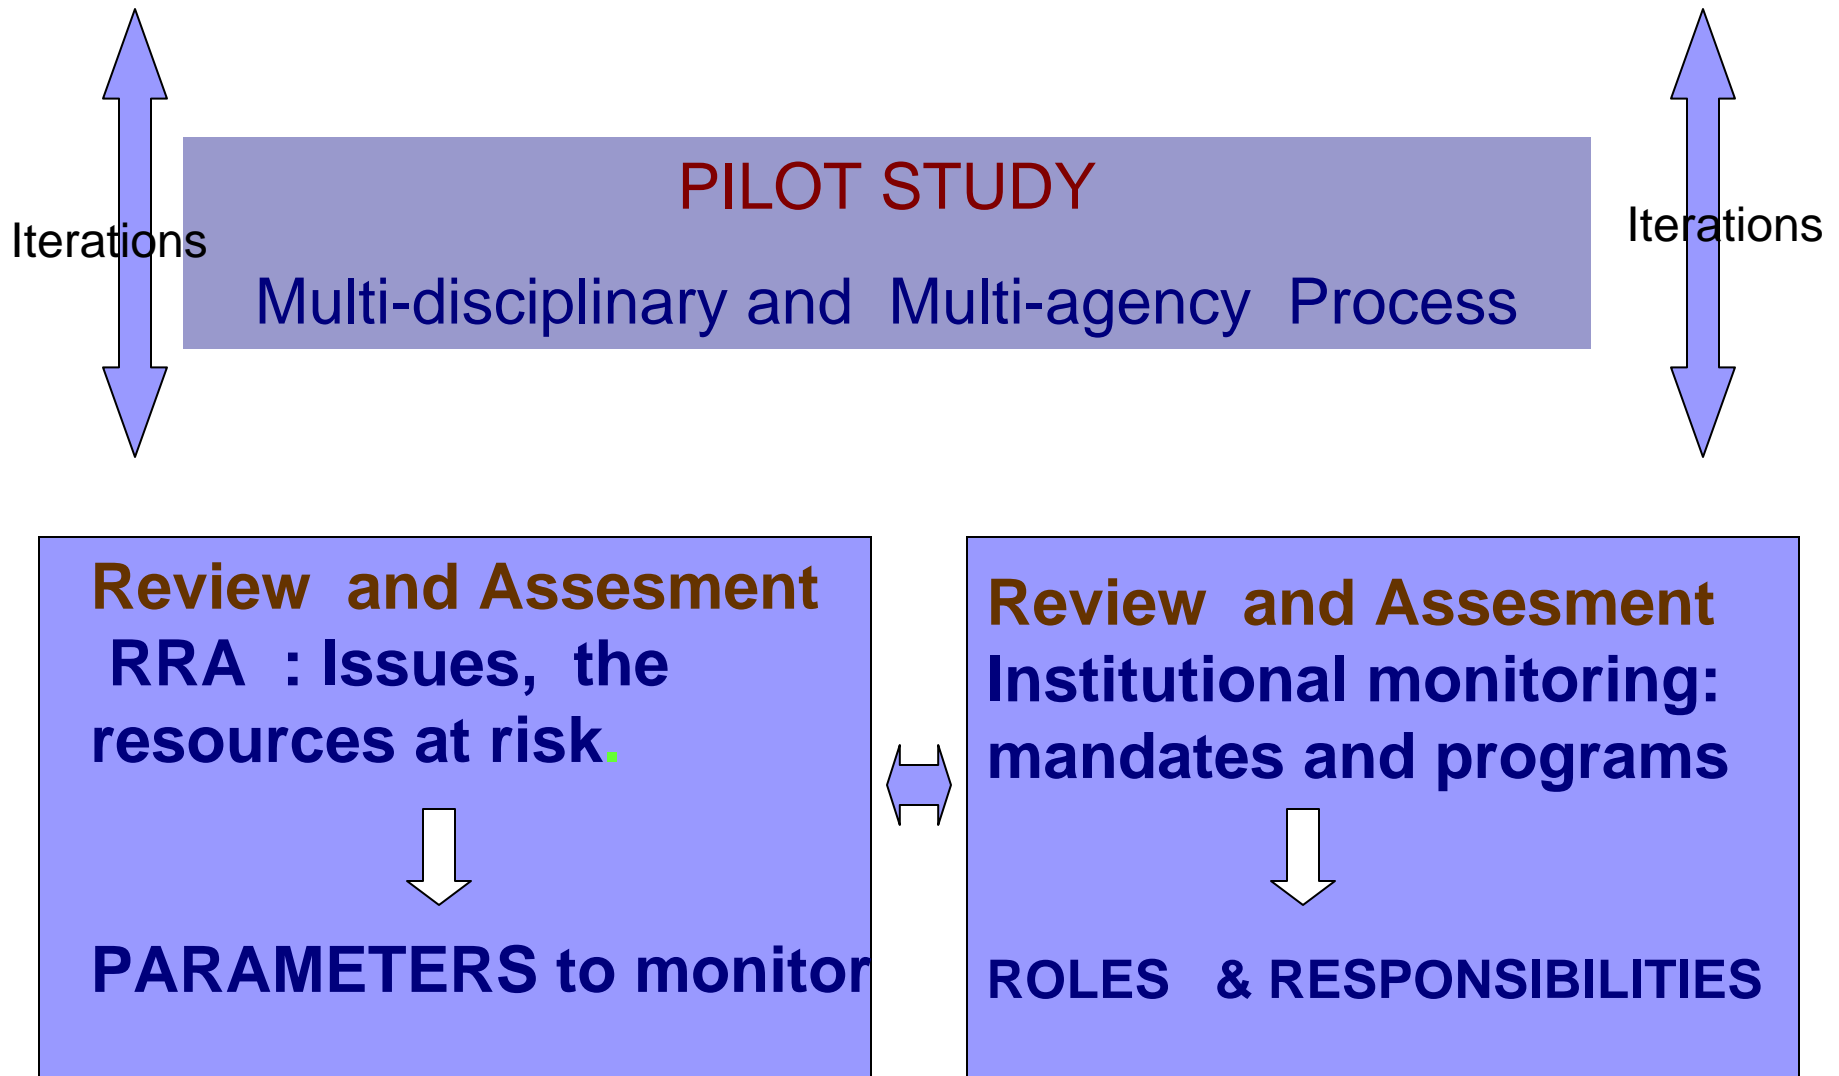 PILOT STUDY
Iterations
Iterations
Multi-disciplinary and Multi-agency Process
Review and Assesment
RRA : Issues, the
resources at risk.
PARAMETERS to monitor
Review and Assesment
Institutional monitoring:
mandates and programs
ROLES & RESPONSIBILITIES